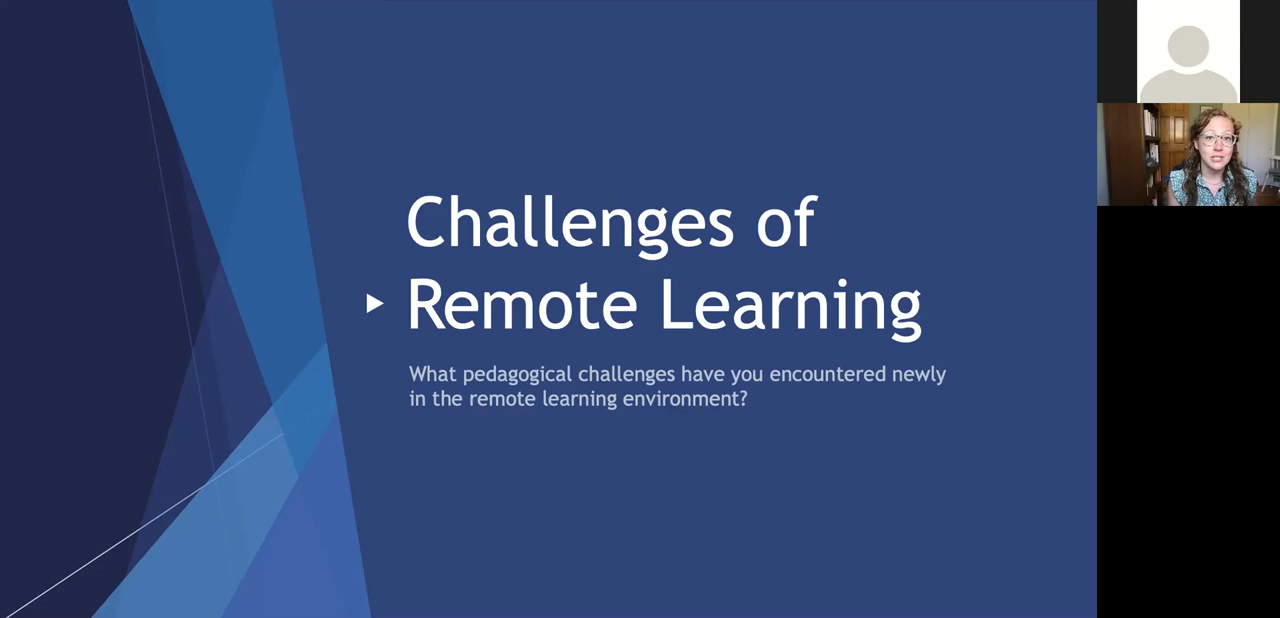 Challenges of
Remote Learning
What pedagogical challenges have you encountered newly
in the remote learning environment?